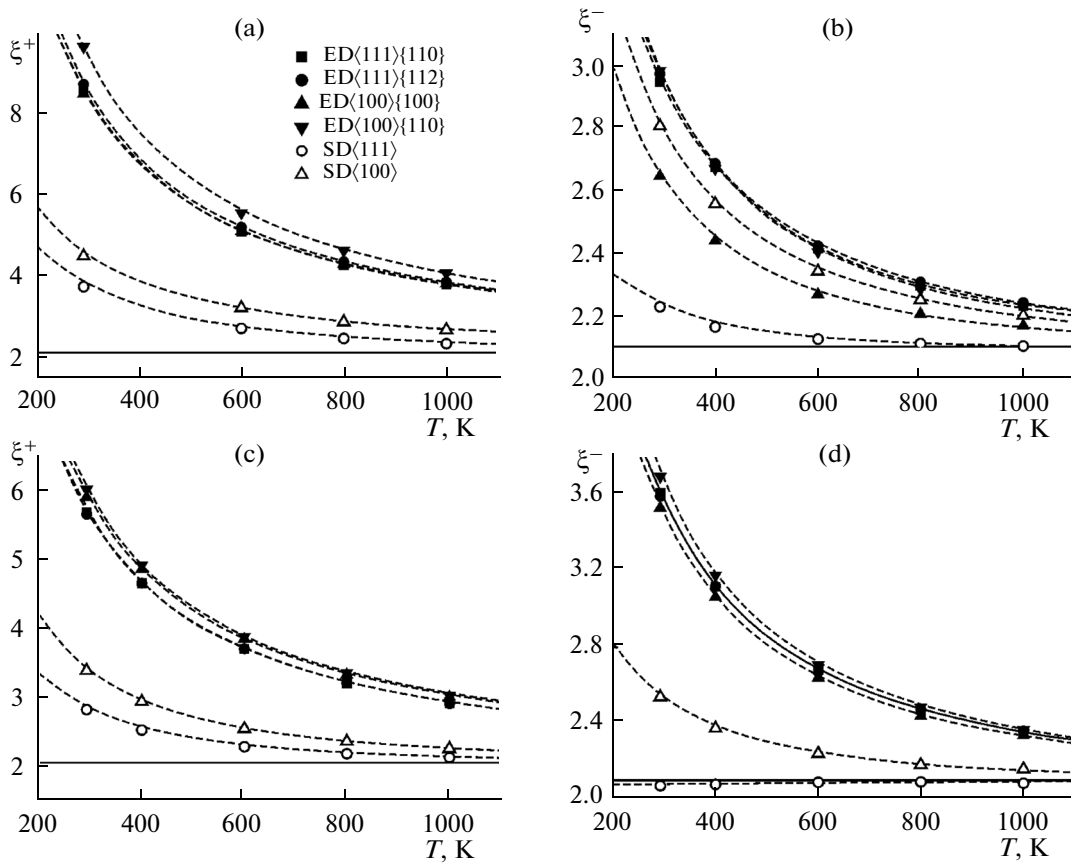 (a)
ξ+
8
6
4
2
200 400 600 800 1000
T, K
ED⟨111⟩{110}
ED⟨111⟩{112}
ED⟨100⟩{100}
ED⟨100⟩{110}
SD⟨111⟩
SD⟨100⟩
(b)
ξ−
3.0
2.8
2.6
2.4
2.2
2.0
200 400 600 800 1000
T, K
(c)
ξ+
6
5
4
3
2
200 400 600 800 1000
T, K
(d)
ξ−
3.6
3.2
2.8
2.4
2.0
200 400 600 800 1000
T, K